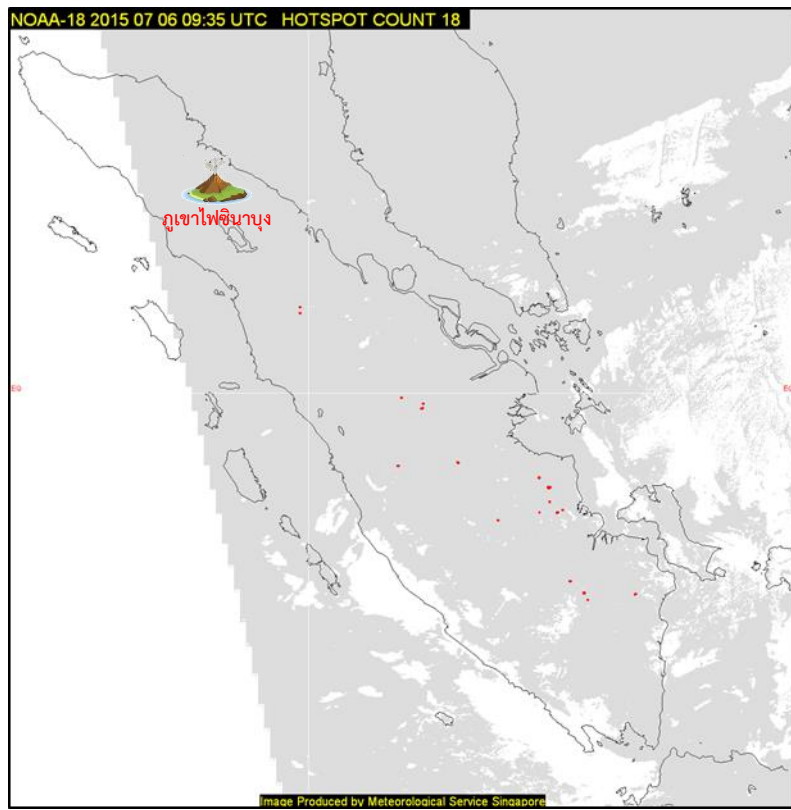 NOAA-18 2015 07 06 09:35 UTC HOTSPOT COUNT 18
ภูเขาไฟซินาบุง
EQ
EQ
Image Produced by Meteorological Service Singapore